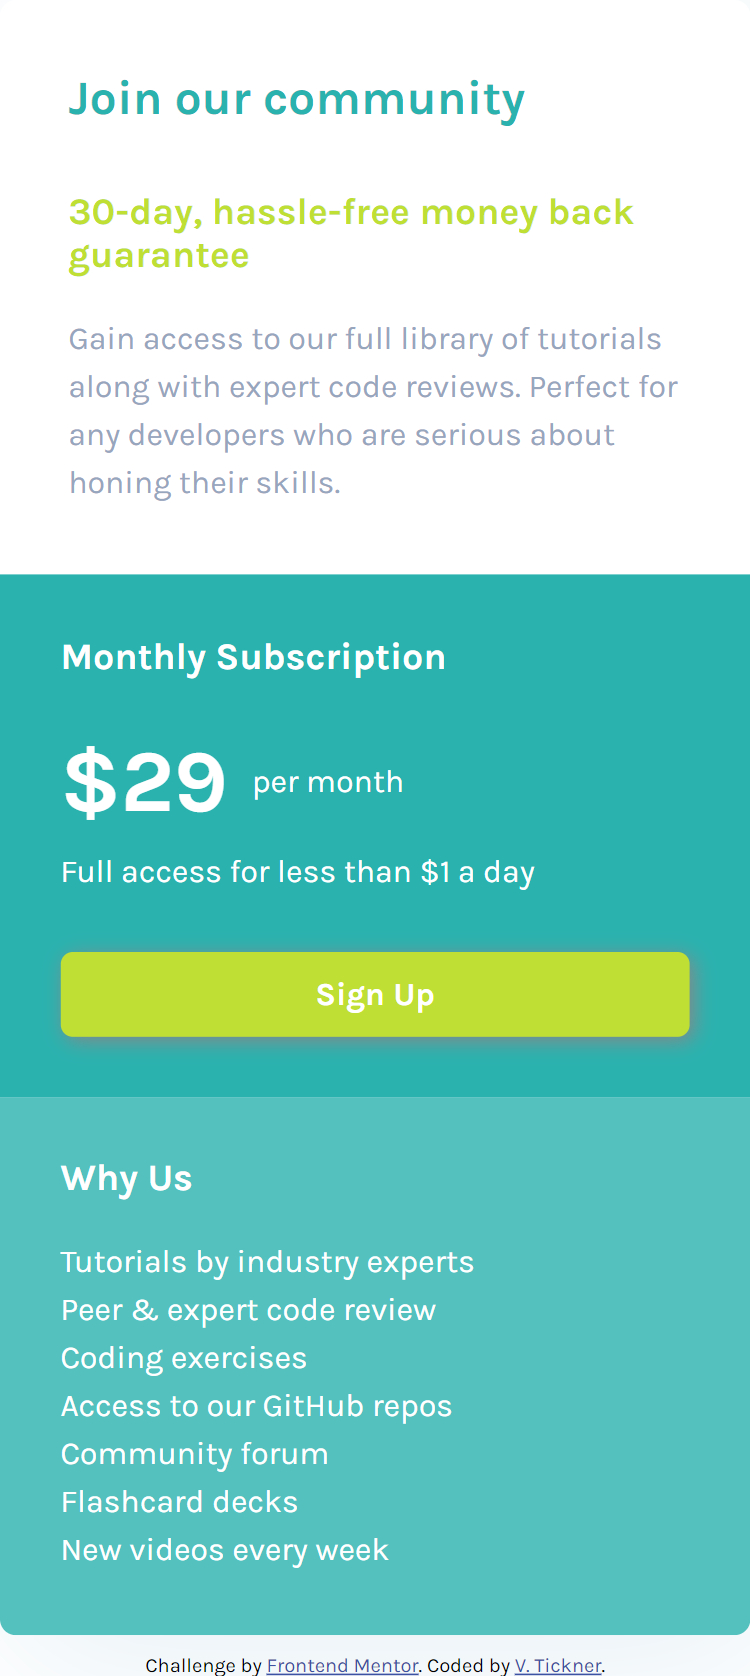 Join our community
30-day, hassle-free money back
guarantee
Gain access to our full library of tutorials
along with expert code reviews. Perfect for
any developers who are serious about
honing their skills.
Monthly Subscription
$29 per month
Full access for less than $1 a day
Sign Up
Why Us
Tutorials by industry experts
Peer & expert code review
Coding exercises
Access to our GitHub repos
Community forum
Flashcard decks
New videos every week
Challenge by Frontend Mentor. Coded by V. Tickner.